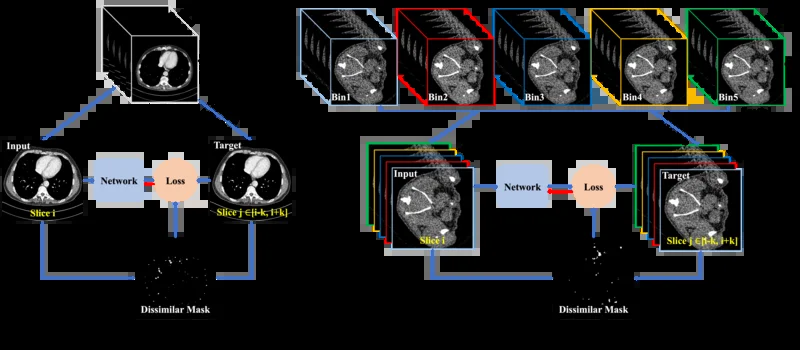 Bin1
Bin2
Bin3
Bin4
Bin5
Input
Target
Network
Loss
Slice i
Slice j ∈[i-k, i+k]
Dissimilar Mask
Input
Target
Network
Loss
Slice i
Slice j ∈[i-k, i+k]
Dissimilar Mask